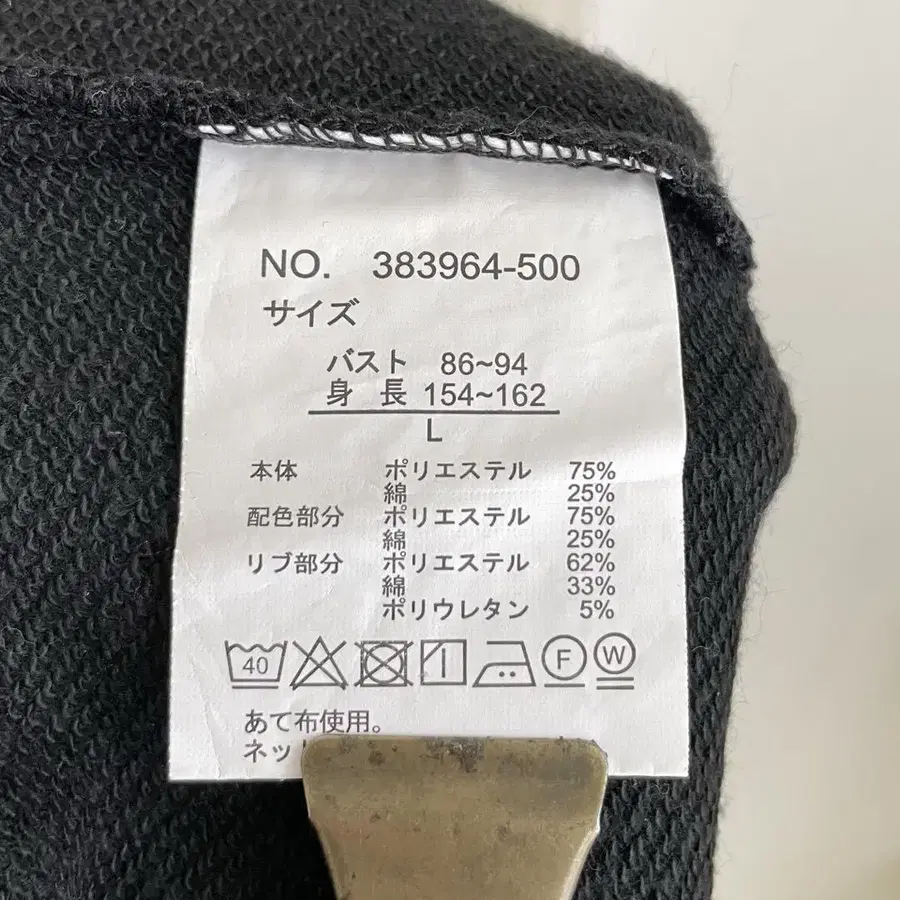 NO. 383964-500
サイズ
バスト 86~94
身 長 154~162
L
本体 ポリエステル 75%
綿 25%
配色部分 ポリエステル 75%
綿 25%
リブ部分 ポリエステル 62%
綿 33%
ポリウレタン 5%
40 F W
あて布使用。
ネッ